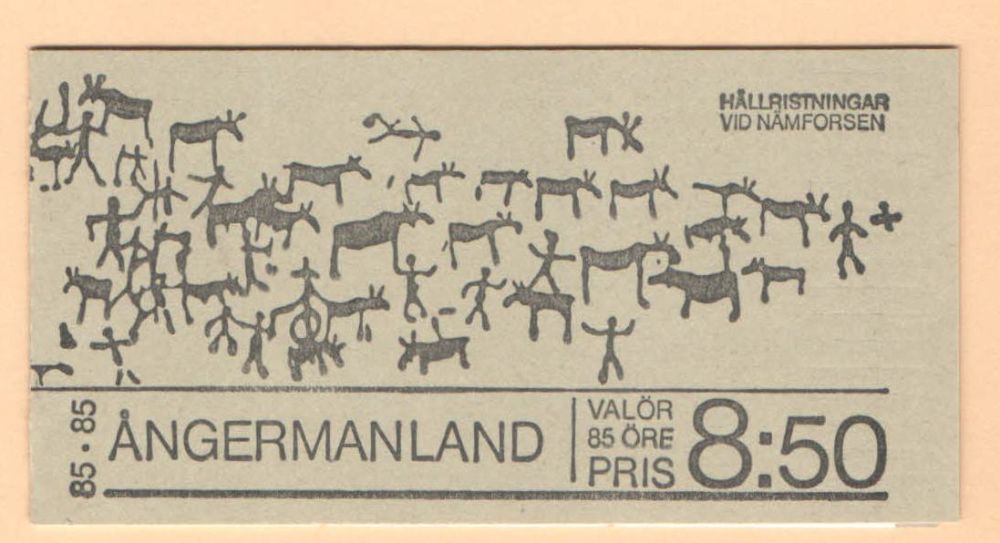 HÄLLRISTNINGAR
VID NÄMFORSEN
85 · 85
ÅNGERMANLAND
VALÖR
85 ÖRE
PRIS
8:50